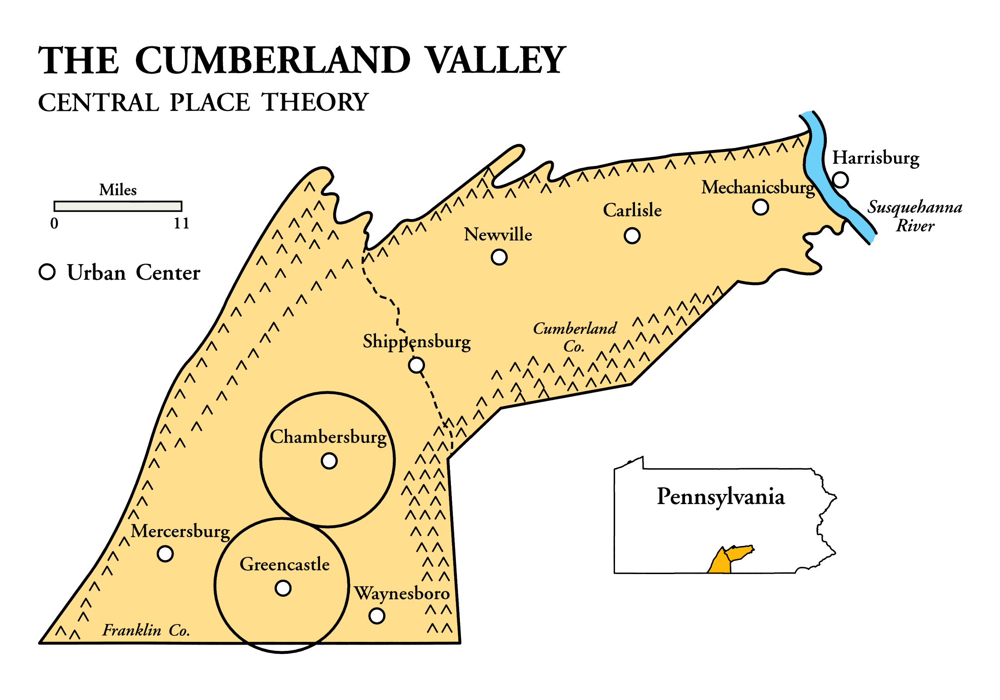 THE CUMBERLAND VALLEY
CENTRAL PLACE THEORY
Miles
0 11
Urban Center
Harrisburg
Susquehanna
River
Mechanicsburg
Carlisle
Newville
Cumberland
Co.
Shippensburg
Chambersburg
Mercersburg
Greencastle
Waynesboro
Franklin Co.
Pennsylvania